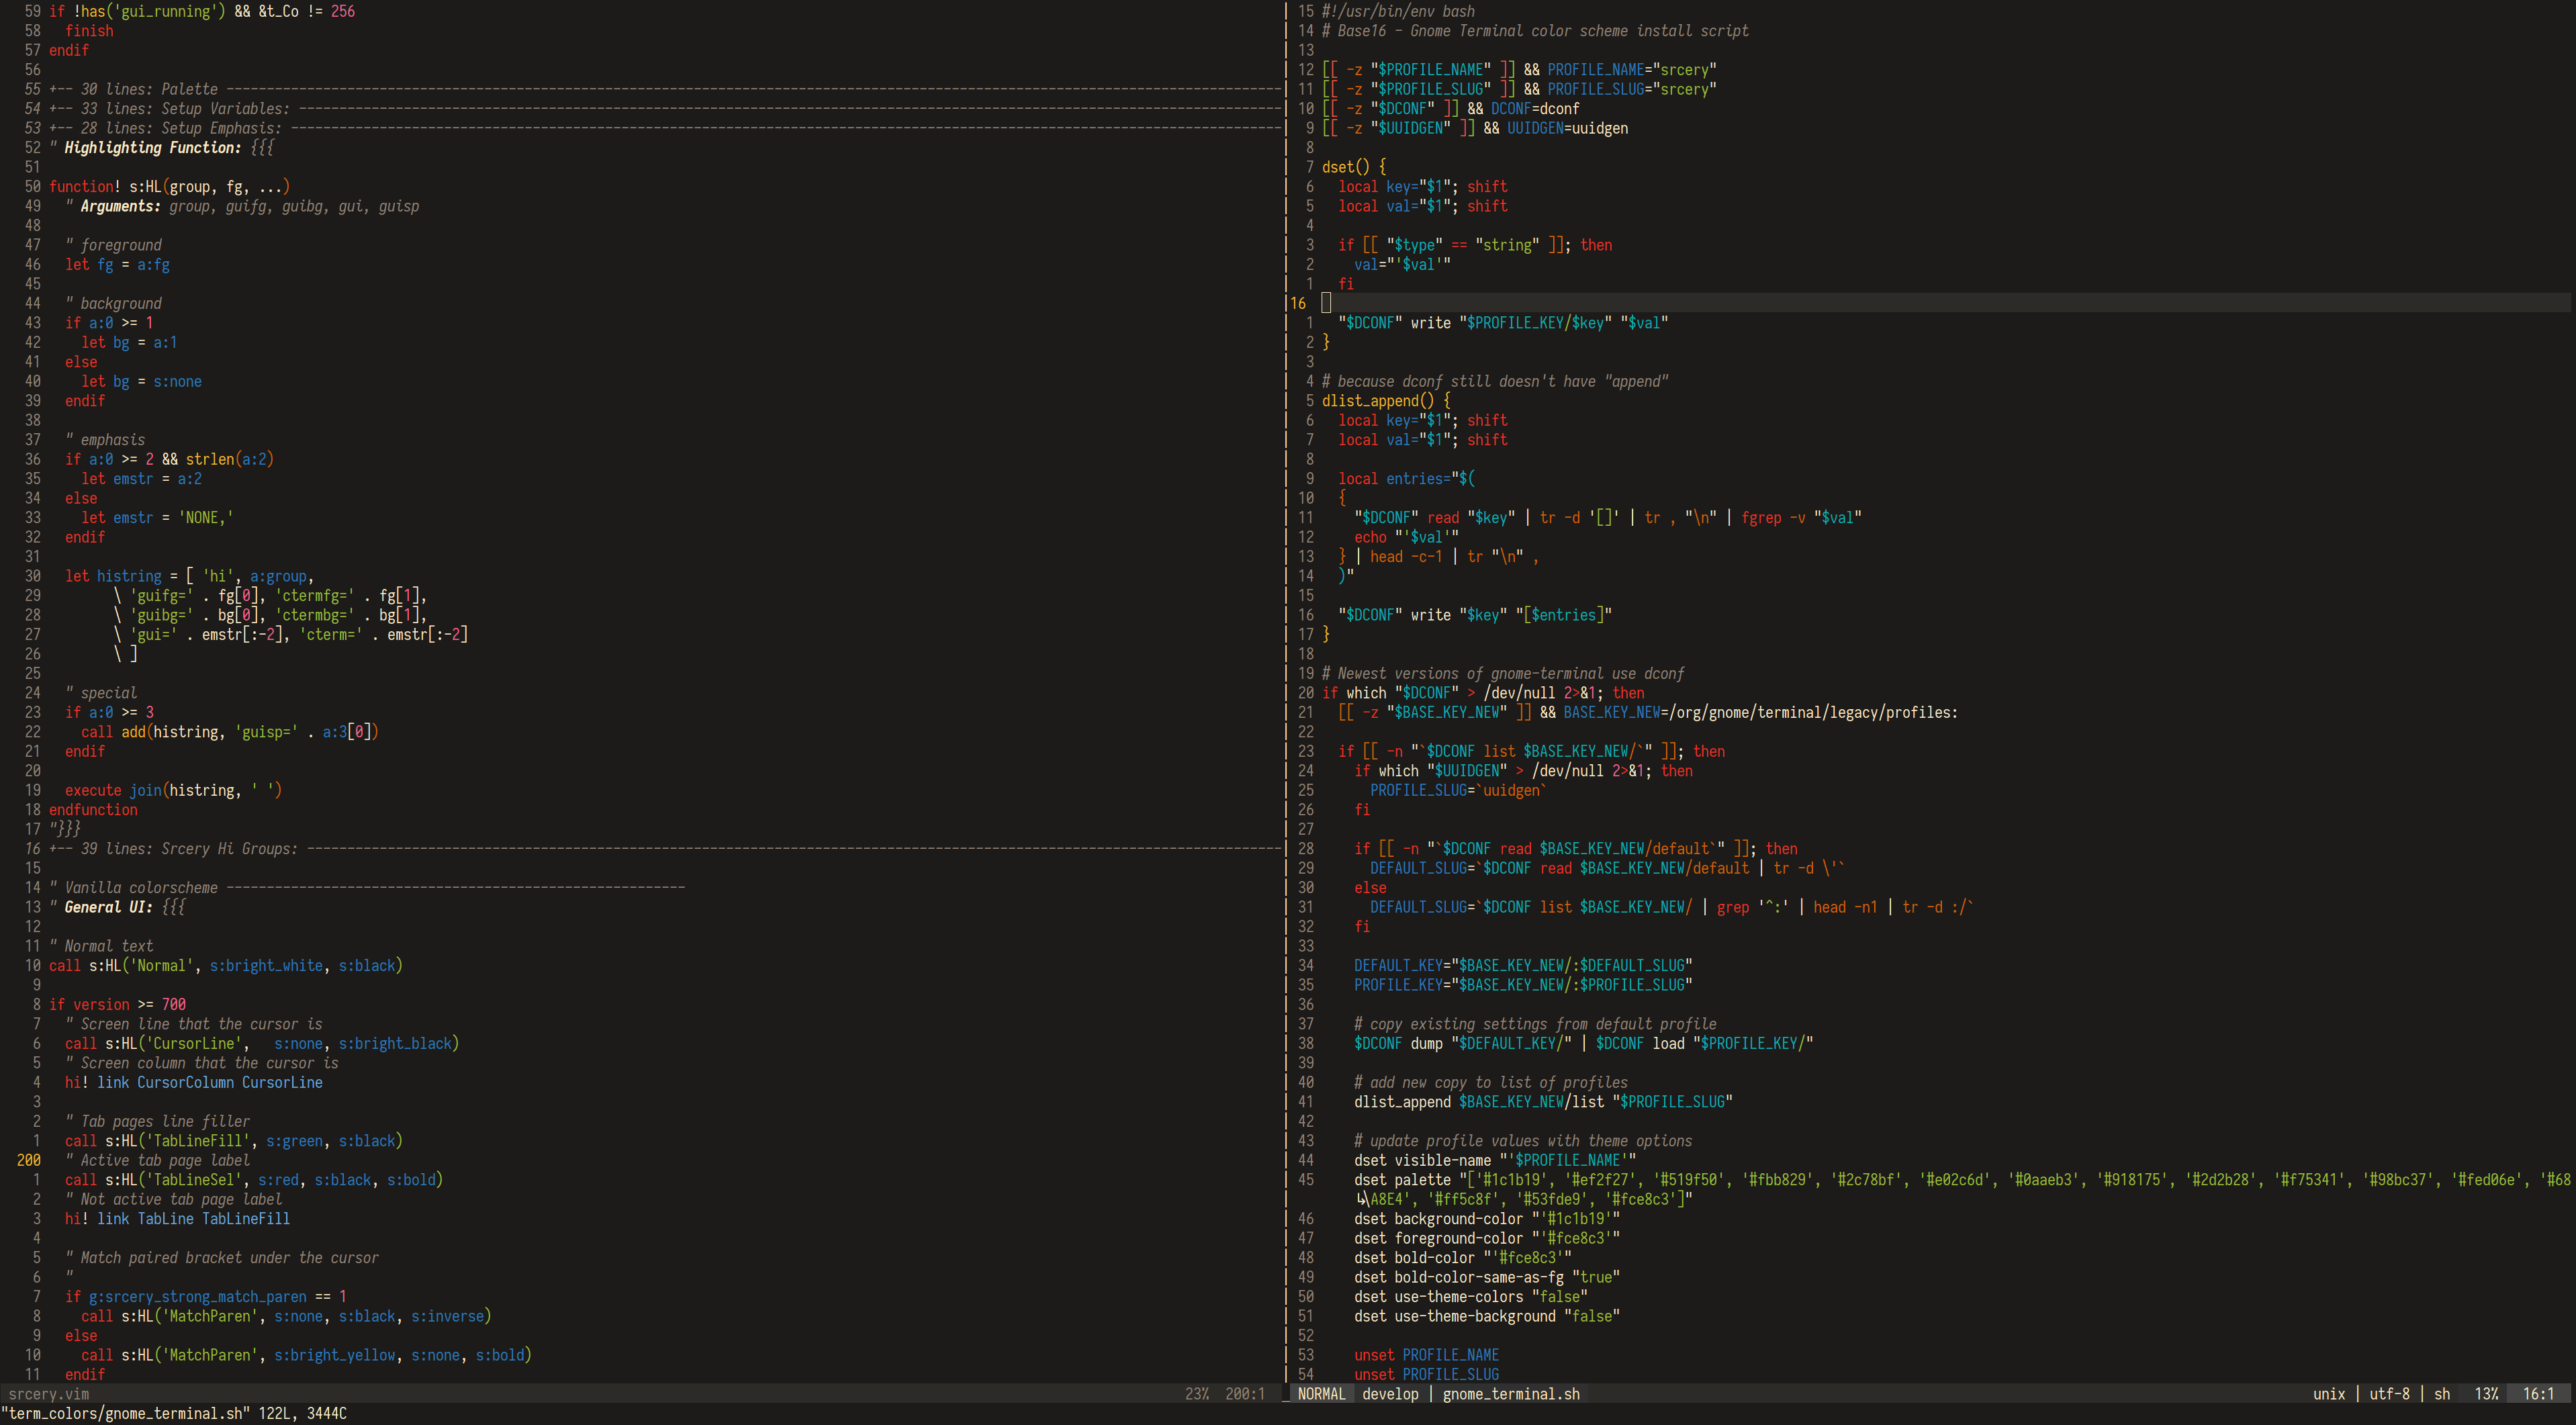 59 if !has('gui_running') && &t_Co != 256
58   finish
57 endif
56
55 +-- 30 lines: Palette ----------------------------------------------------------------------------------------------------------------------------------
54 +-- 33 lines: Setup Variables: -------------------------------------------------------------------------------------------------------------------------
53 +-- 28 lines: Setup Emphasis: --------------------------------------------------------------------------------------------------------------------------
52 " Highlighting Function: {{{
51
50 function! s:HL(group, fg, ...)
49   " Arguments: group, guifg, guibg, gui, guisp
48
47   " foreground
46   let fg = a:fg
45
44   " background
43   if a:0 >= 1
42     let bg = a:1
41   else
40     let bg = s:none
39   endif
38
37   " emphasis
36   if a:0 >= 2 && strlen(a:2)
35     let emstr = a:2
34   else
33     let emstr = 'NONE,'
32   endif
31
30   let histring = [ 'hi', a:group,
29         \ 'guifg=' . fg[0], 'ctermfg=' . fg[1],
28         \ 'guibg=' . bg[0], 'ctermbg=' . bg[1],
27         \ 'gui=' . emstr[:-2], 'cterm=' . emstr[:-2]
26         \ ]
25
24   " special
23   if a:0 >= 3
22     call add(histring, 'guisp=' . a:3[0])
21   endif
20
19   execute join(histring, ' ')
18 endfunction
17 "}}}
16 +-- 39 lines: Srcery Hi Groups: ------------------------------------------------------------------------------------------------------------------------
15
14 " Vanilla colorscheme ---------------------------------------------------------
13 " General UI: {{{
12
11 " Normal text
10 call s:HL('Normal', s:bright_white, s:black)
9
8 if version >= 700
7   " Screen line that the cursor is
6   call s:HL('CursorLine',   s:none, s:bright_black)
5   " Screen column that the cursor is
4   hi! link CursorColumn CursorLine
3
2   " Tab pages line filler
1   call s:HL('TabLineFill', s:green, s:black)
200   " Active tab page label
1   call s:HL('TabLineSel', s:red, s:black, s:bold)
2   " Not active tab page label
3   hi! link TabLine TabLineFill
4
5   " Match paired bracket under the cursor
6   "
7   if g:srcery_strong_match_paren == 1
8     call s:HL('MatchParen', s:none, s:black, s:inverse)
9   else
10     call s:HL('MatchParen', s:bright_yellow, s:none, s:bold)
11   endif
srcery.vim 23% 200:1
15 #!/usr/bin/env bash
14 # Base16 - Gnome Terminal color scheme install script
13
12 [[ -z "$PROFILE_NAME" ]] && PROFILE_NAME="srcery"
11 [[ -z "$PROFILE_SLUG" ]] && PROFILE_SLUG="srcery"
10 [[ -z "$DCONF" ]] && DCONF=dconf
9 [[ -z "$UUIDGEN" ]] && UUIDGEN=uuidgen
8
7 dset() {
6   local key="$1"; shift
5   local val="$1"; shift
4
3   if [[ "$type" == "string" ]]; then
2     val="'$val'"
1   fi
16
1   "$DCONF" write "$PROFILE_KEY/$key" "$val"
2 }
3
4 # because dconf still doesn't have "append"
5 dlist_append() {
6   local key="$1"; shift
7   local val="$1"; shift
8
9   local entries="$(
10   {
11     "$DCONF" read "$key" | tr -d '[]' | tr , "\n" | fgrep -v "$val"
12     echo "'$val'"
13   } | head -c-1 | tr "\n" ,
14   )"
15
16   "$DCONF" write "$key" "[$entries]"
17 }
18
19 # Newest versions of gnome-terminal use dconf
20 if which "$DCONF" > /dev/null 2>&1; then
21   [[ -z "$BASE_KEY_NEW" ]] && BASE_KEY_NEW=/org/gnome/terminal/legacy/profiles:
22
23   if [[ -n "`$DCONF list $BASE_KEY_NEW/`" ]]; then
24     if which "$UUIDGEN" > /dev/null 2>&1; then
25       PROFILE_SLUG=`uuidgen`
26     fi
27
28     if [[ -n "`$DCONF read $BASE_KEY_NEW/default`" ]]; then
29       DEFAULT_SLUG=`$DCONF read $BASE_KEY_NEW/default | tr -d \'`
30     else
31       DEFAULT_SLUG=`$DCONF list $BASE_KEY_NEW/ | grep '^:' | head -n1 | tr -d :/`
32     fi
33
34     DEFAULT_KEY="$BASE_KEY_NEW/:$DEFAULT_SLUG"
35     PROFILE_KEY="$BASE_KEY_NEW/:$PROFILE_SLUG"
36
37     # copy existing settings from default profile
38     $DCONF dump "$DEFAULT_KEY/" | $DCONF load "$PROFILE_KEY/"
39
40     # add new copy to list of profiles
41     dlist_append $BASE_KEY_NEW/list "$PROFILE_SLUG"
42
43     # update profile values with theme options
44     dset visible-name "'$PROFILE_NAME'"
45     dset palette "['#1c1b19', '#ef2f27', '#519f50', '#fbb829', '#2c78bf', '#e02c6d', '#0aaeb3', '#918175', '#2d2b28', '#f75341', '#98bc37', '#fed06e', '#68
↳\A8E4', '#ff5c8f', '#53fde9', '#fce8c3']"
46     dset background-color "'#1c1b19'"
47     dset foreground-color "'#fce8c3'"
48     dset bold-color "'#fce8c3'"
49     dset bold-color-same-as-fg "true"
50     dset use-theme-colors "false"
51     dset use-theme-background "false"
52
53     unset PROFILE_NAME
54     unset PROFILE_SLUG
NORMAL develop | gnome_terminal.sh unix | utf-8 | sh 13% 16:1
"term_colors/gnome_terminal.sh" 122L, 3444C